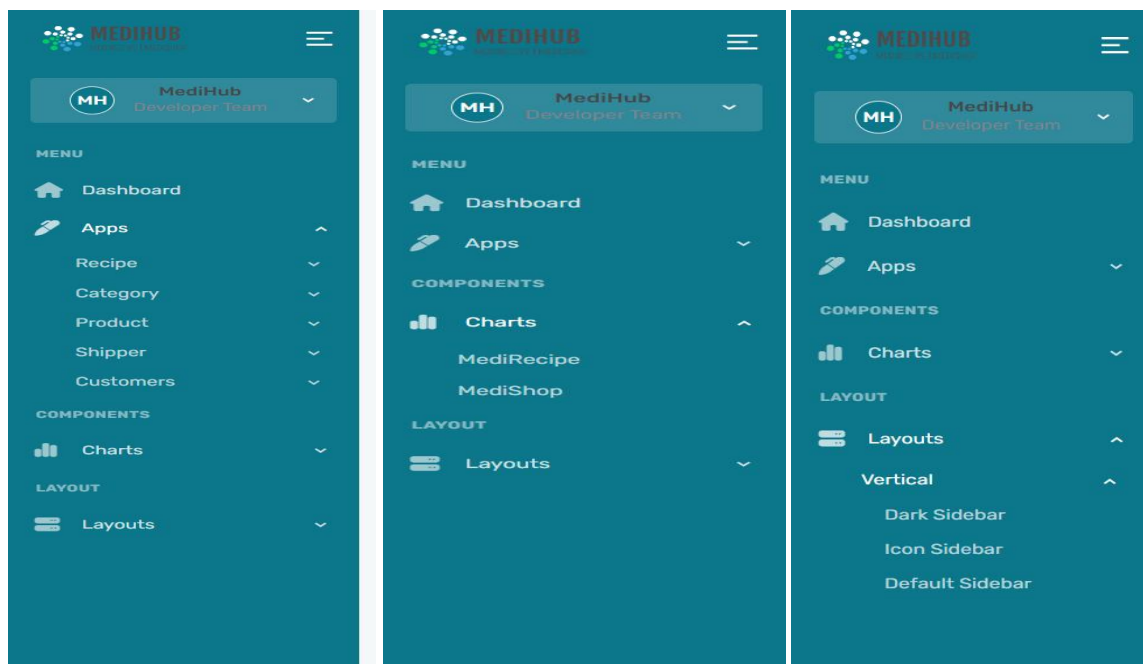 MEDIHUB
MH
MediHub
Developer Team
MENU
Dashboard
Apps
Recipe
Category
Product
Shipper
Customers
COMPONENTS
Charts
LAYOUT
Layouts
MEDIHUB
MH
MediHub
Developer Team
MENU
Dashboard
Apps
COMPONENTS
Charts
MediRecipe
MediShop
LAYOUT
Layouts
MEDIHUB
MH
MediHub
Developer Team
MENU
Dashboard
Apps
COMPONENTS
Charts
LAYOUT
Layouts
Vertical
Dark Sidebar
Icon Sidebar
Default Sidebar